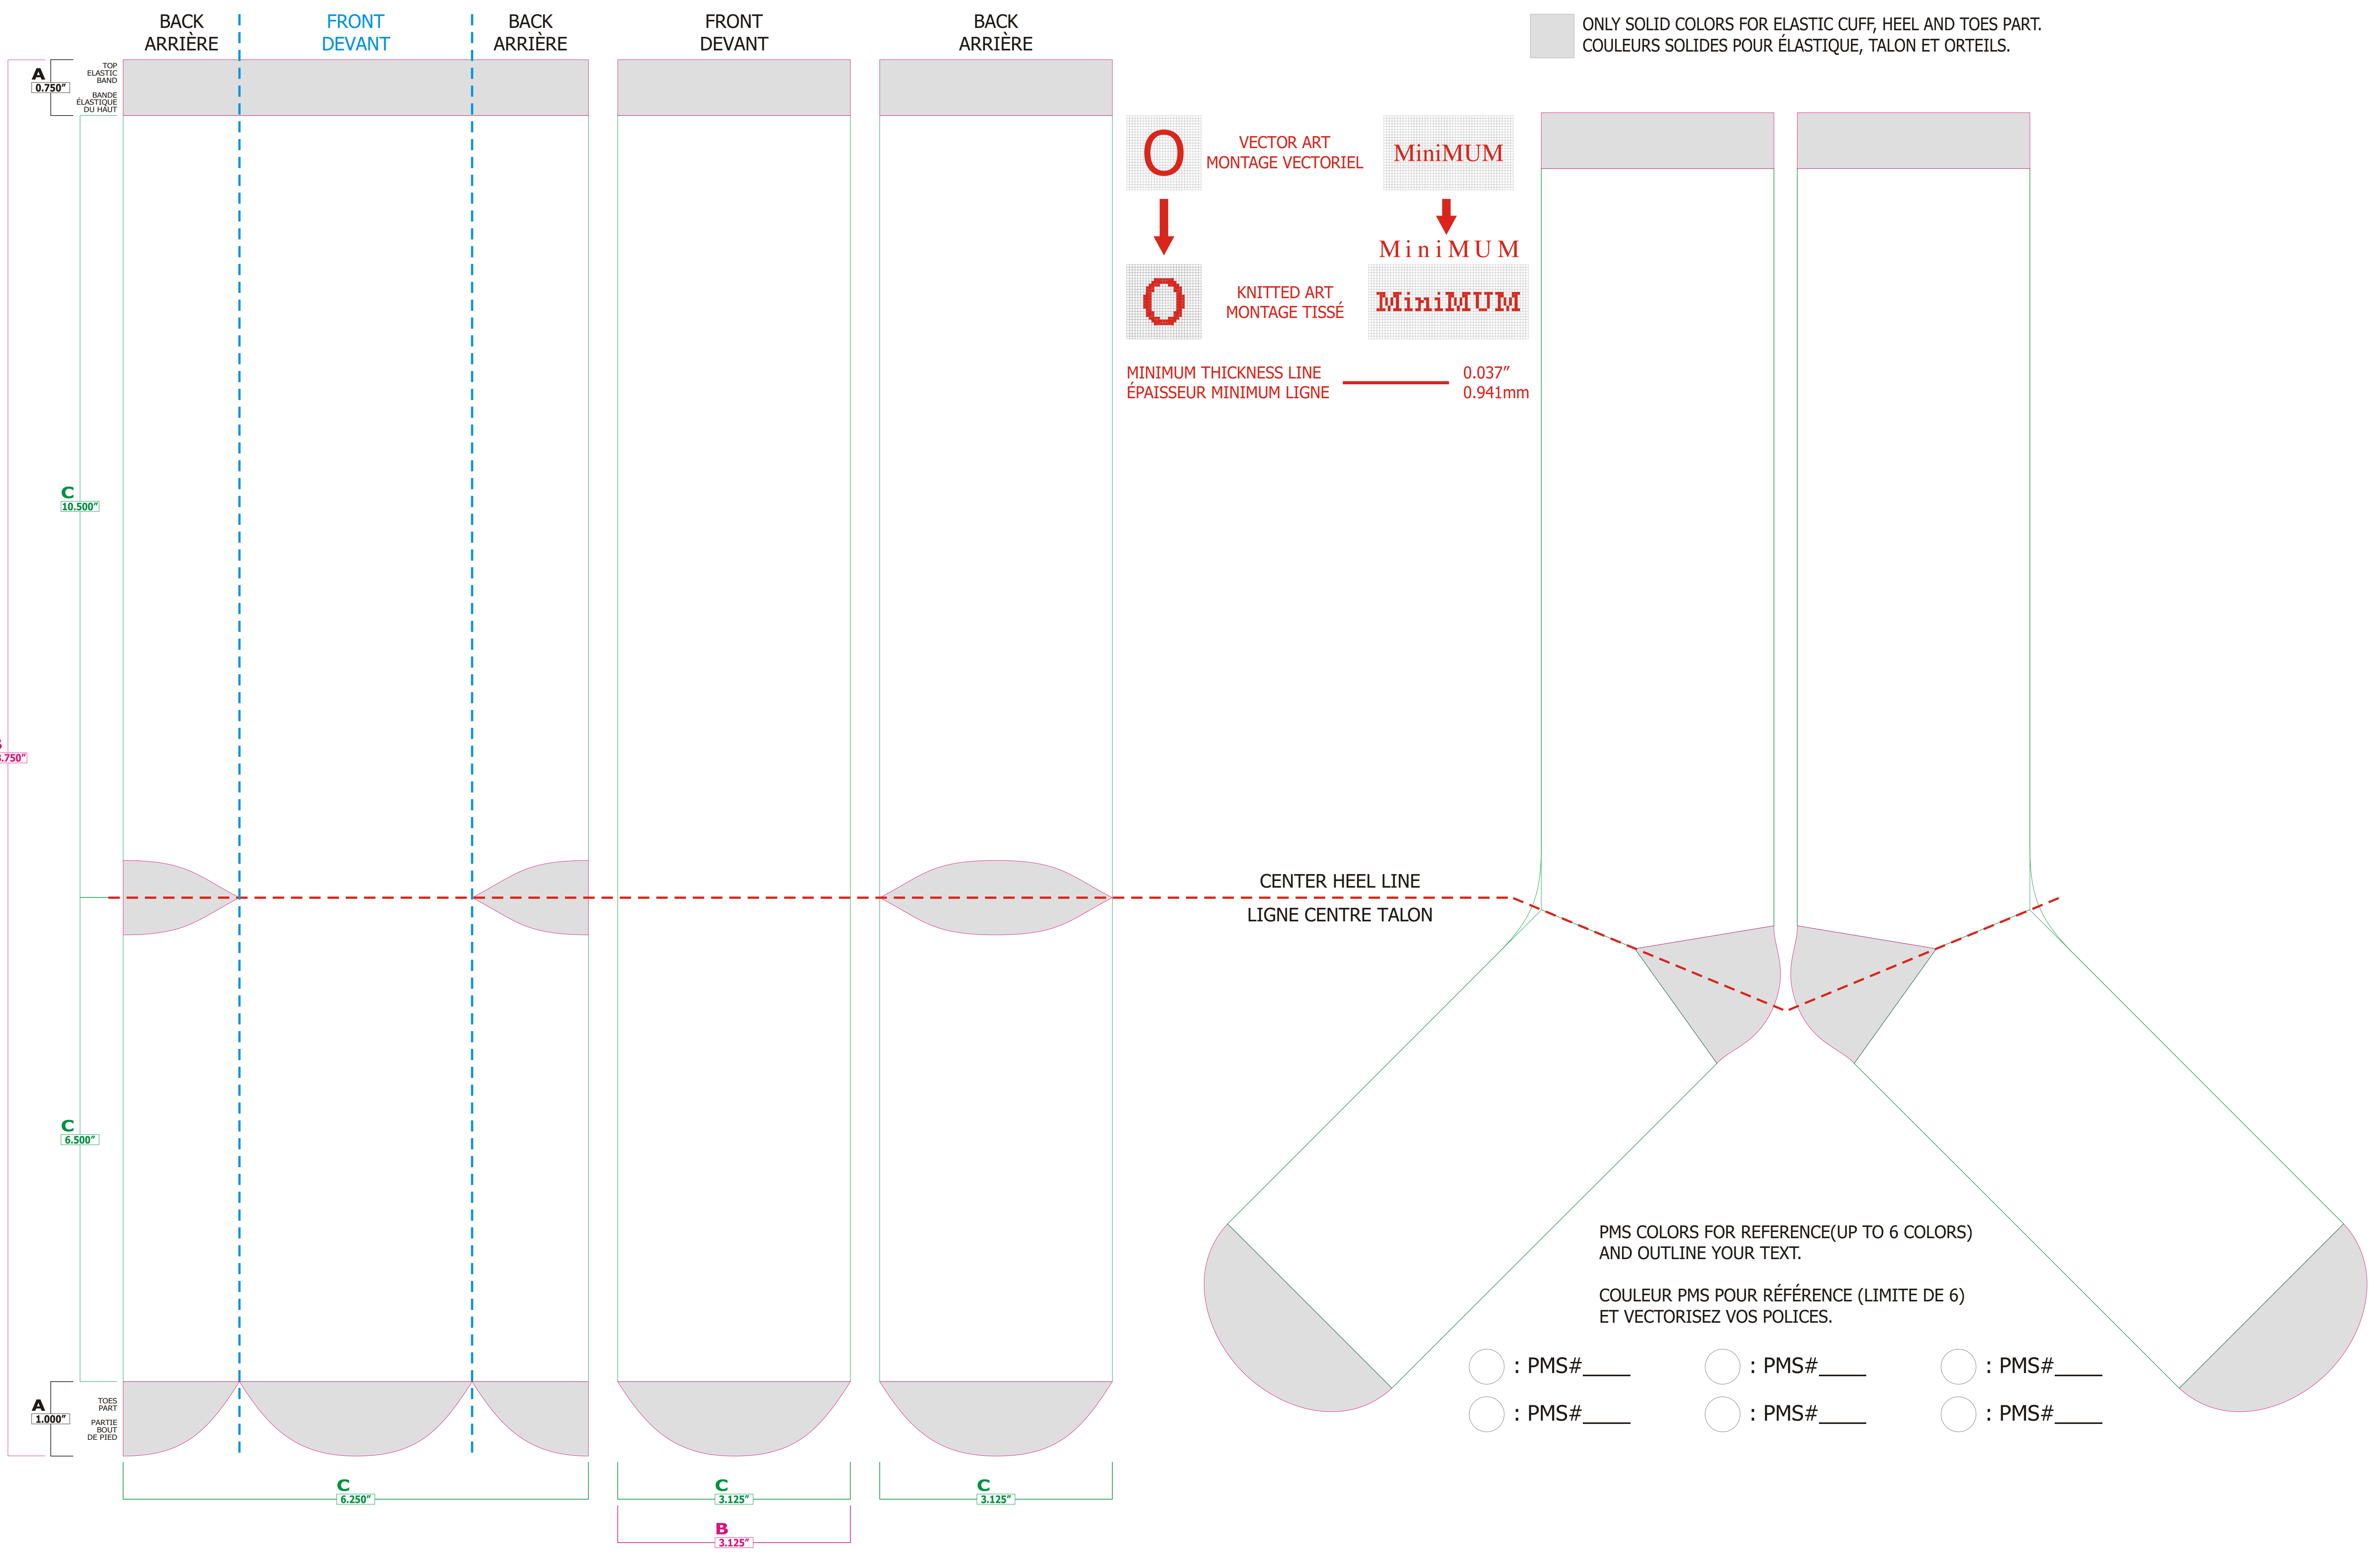 BACK
ARRIÈRE
FRONT
DEVANT
BACK
ARRIÈRE
FRONT
DEVANT
BACK
ARRIÈRE
ONLY SOLID COLORS FOR ELASTIC CUFF, HEEL AND TOES PART.
COULEURS SOLIDES POUR ÉLASTIQUE, TALON ET ORTEILS.
A
0.750"
TOP
ELASTIC
BAND
BANDE
ÉLASTIQUE
DU HAUT
O
VECTOR ART
MONTAGE VECTORIEL
MiniMUM
MiniMUM
O
KNITTED ART
MONTAGE TISSÉ
MiniMUM
MINIMUM THICKNESS LINE
ÉPAISSEUR MINIMUM LIGNE
0.037"
0.941mm
C
10.500"
.750"
CENTER HEEL LINE
LIGNE CENTRE TALON
C
6.500"
PMS COLORS FOR REFERENCE(UP TO 6 COLORS)
AND OUTLINE YOUR TEXT.
COULEUR PMS POUR RÉFÉRENCE (LIMITE DE 6)
ET VECTORISEZ VOS POLICES.
: PMS#____
: PMS#____
: PMS#____
: PMS#____
: PMS#____
: PMS#____
A
1.000"
TOES
PART
PARTIE
BOUT
DE PIED
C
6.250"
C
3.125"
C
3.125"
B
3.125"